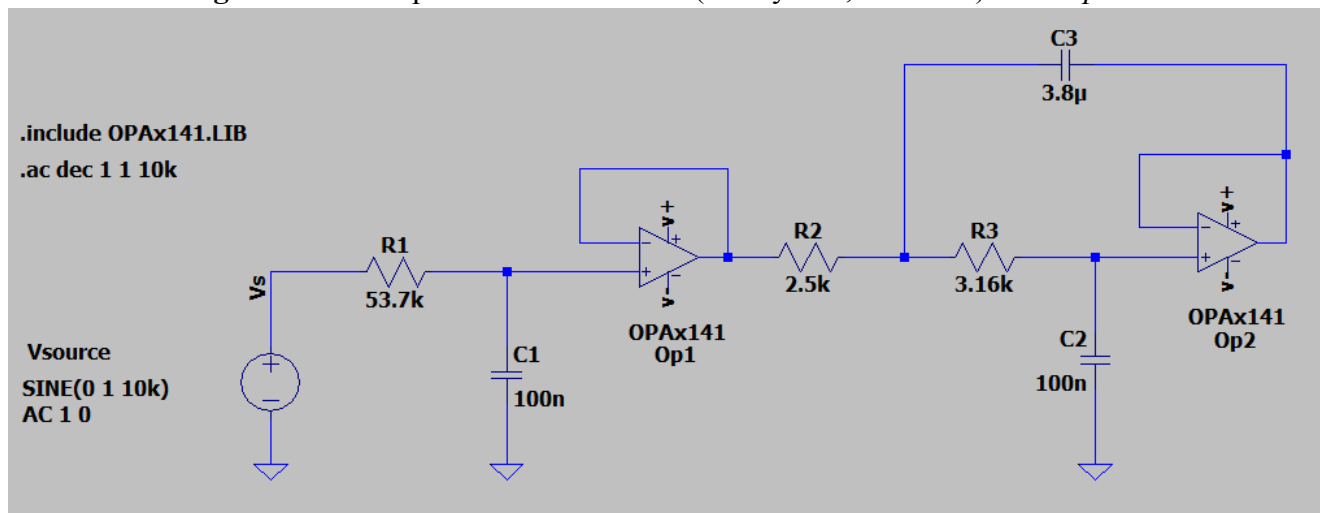 .include OPAx141.LIB
.ac dec 1 1 10k
C3
3.8µ
R1
53.7k
Vs
Vsource
SINE(0 1 10k)
AC 1 0
C1
100n
v+
v-
OPAx141
Op1
R2
2.5k
R3
3.16k
C2
100n
v+
v-
OPAx141
Op2